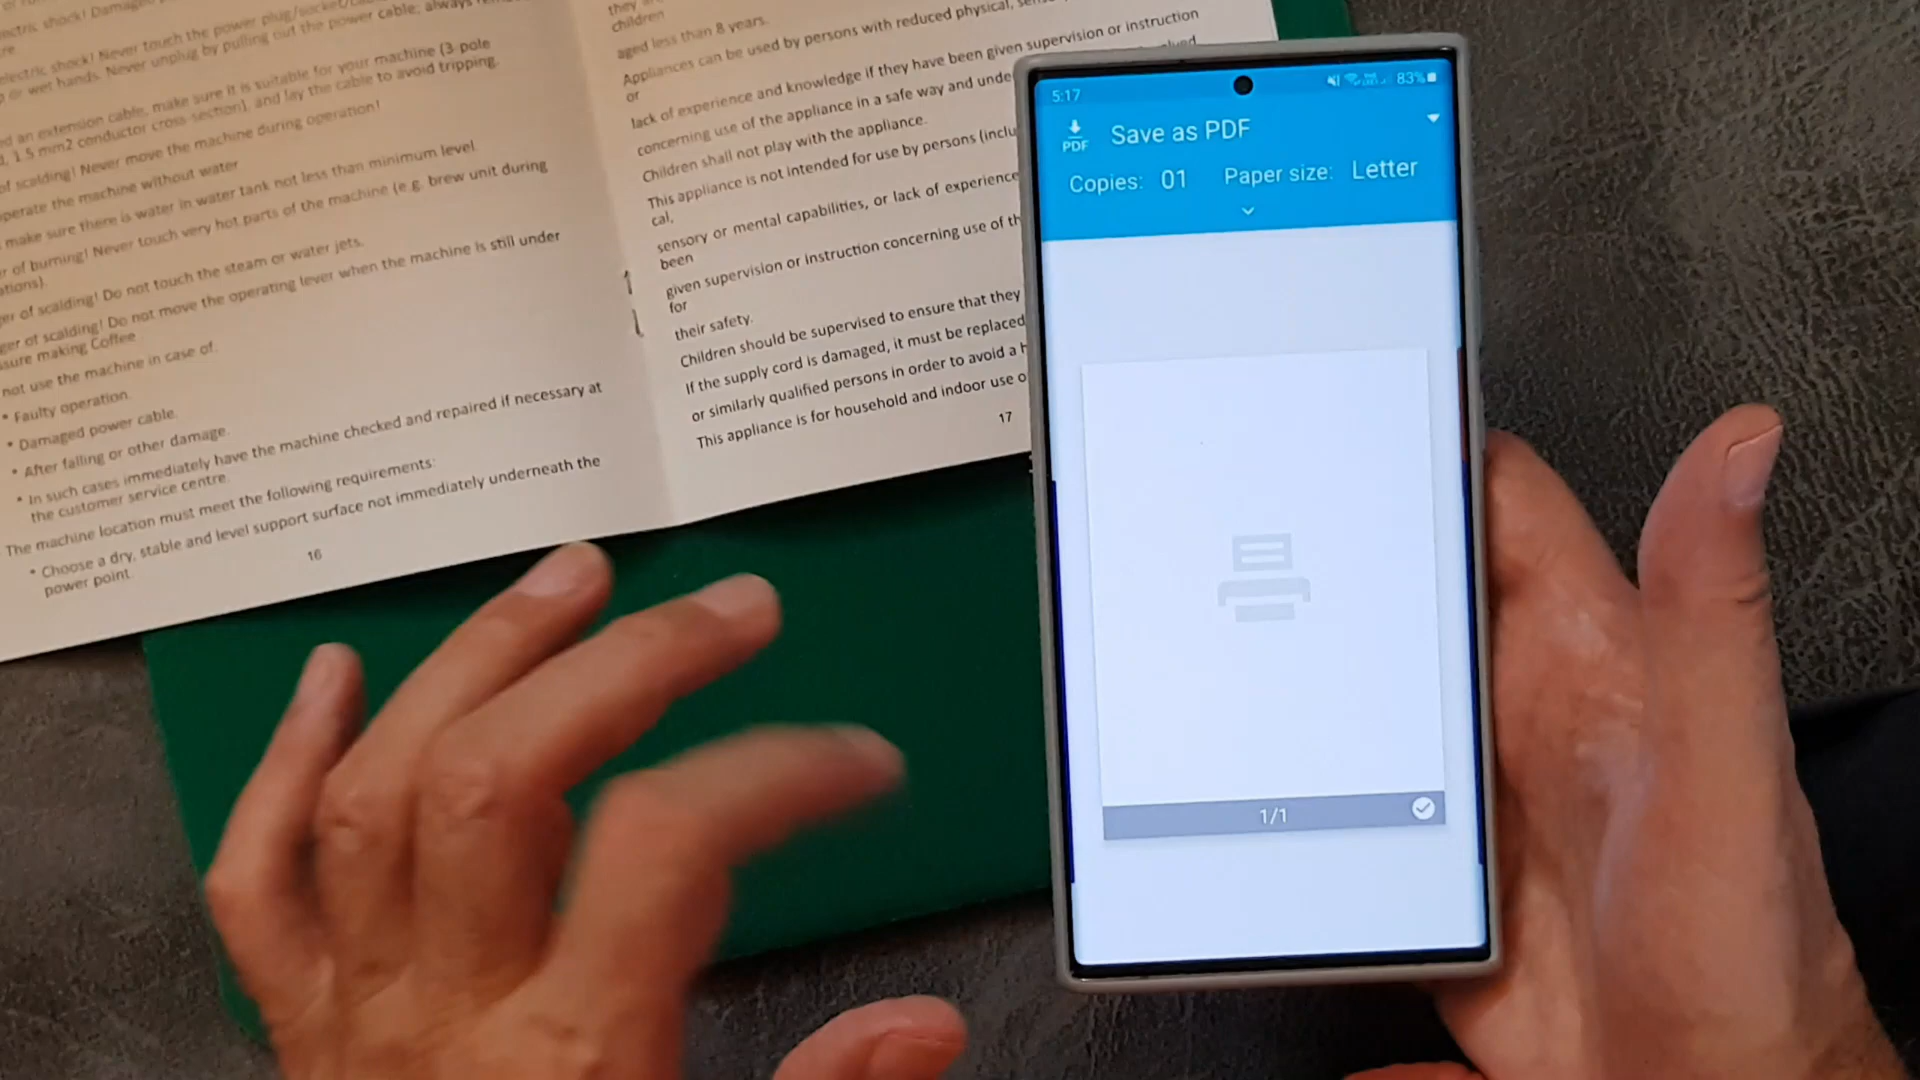 electric shock! Damaged
electric shock! Never touch the power plug/socket/
or wet hands. Never unplug by pulling out the power cable; always
an extension cable, make sure it is suitable for your machine (3 pole
1.5 mm2 conductor cross section), and lay the cable to avoid tripping.
of scalding! Never move the machine during operation!
operate the machine without water
make sure there is water in water tank not less than minimum level.
of burning! Never touch very hot parts of the machine (e.g. brew unit during
of scalding! Do not touch the steam or water jets.
of scalding! Do not move the operating lever when the machine is still under
making Coffee
not use the machine in case of:
* Faulty operation.
* Damaged power cable.
* After falling or other damage.
* In such cases immediately have the machine checked and repaired if necessary at
the customer service centre.
The machine location must meet the following requirements:
* Choose a dry, stable and level support surface not immediately underneath the
power point.
16
they
children
aged less than 8 years.
Appliances can be used by persons with reduced physical,
or
lack of experience and knowledge if they have been given supervision or instruction
concerning use of the appliance in a safe way and
Children shall not play with the appliance.
This appliance is not intended for use by persons
cal,
sensory or mental capabilities, or lack of experience
been
given supervision or instruction concerning use of
for
their safety.
Children should be supervised to ensure that they
If the supply cord is damaged, it must be replaced
or similarly qualified persons in order to avoid a
This appliance is for household and indoor use
17
5:17
83%
PDF
Save as PDF
Copies: 01 Paper size: Letter
1/1